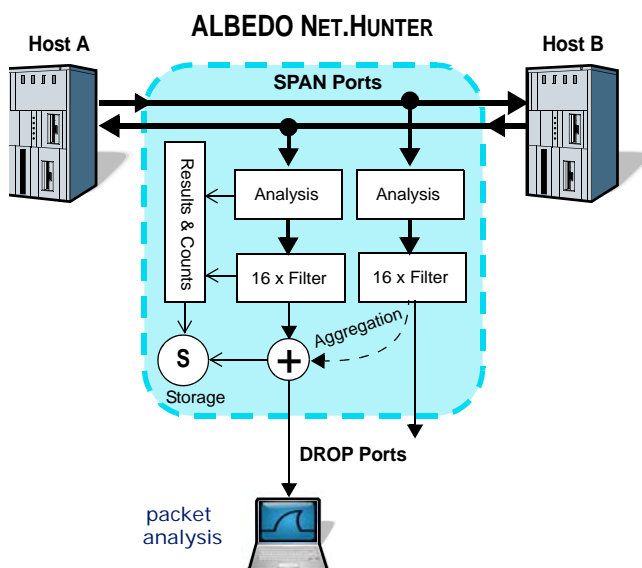 ALBEDO NET.HUNTER
Host A
Host B
SPAN Ports
Results & Counts
Analysis
Analysis
16 x Filter
16 x Filter
Aggregation
S
+
Storage
DROP Ports
packet
analysis